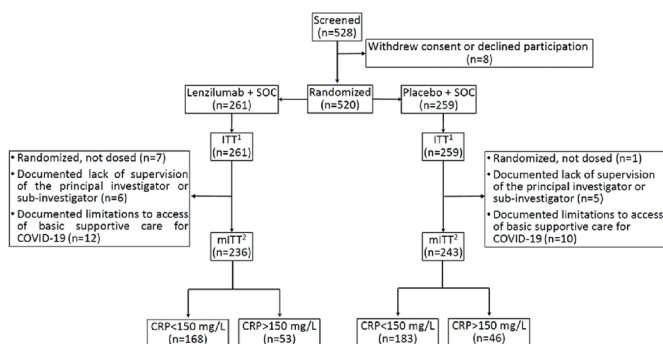 Screened
(n=528)
Withdrew consent or declined participation
(n=8)
Lenzilumab + SOC
(n=261)
Randomized
(n=520)
Placebo + SOC
(n=259)
ITT¹
(n=261)
ITT¹
(n=259)
• Randomized, not dosed (n=7)
• Documented lack of supervision
of the principal investigator or
sub-investigator (n=6)
• Documented limitations to access
of basic supportive care for
COVID-19 (n=12)
• Randomized, not dosed (n=1)
• Documented lack of supervision
of the principal investigator or
sub-investigator (n=5)
• Documented limitations to access
of basic supportive care for
COVID-19 (n=10)
mITT²
(n=236)
mITT²
(n=243)
CRP<150 mg/L
(n=168)
CRP>150 mg/L
(n=53)
CRP<150 mg/L
(n=183)
CRP>150 mg/L
(n=46)